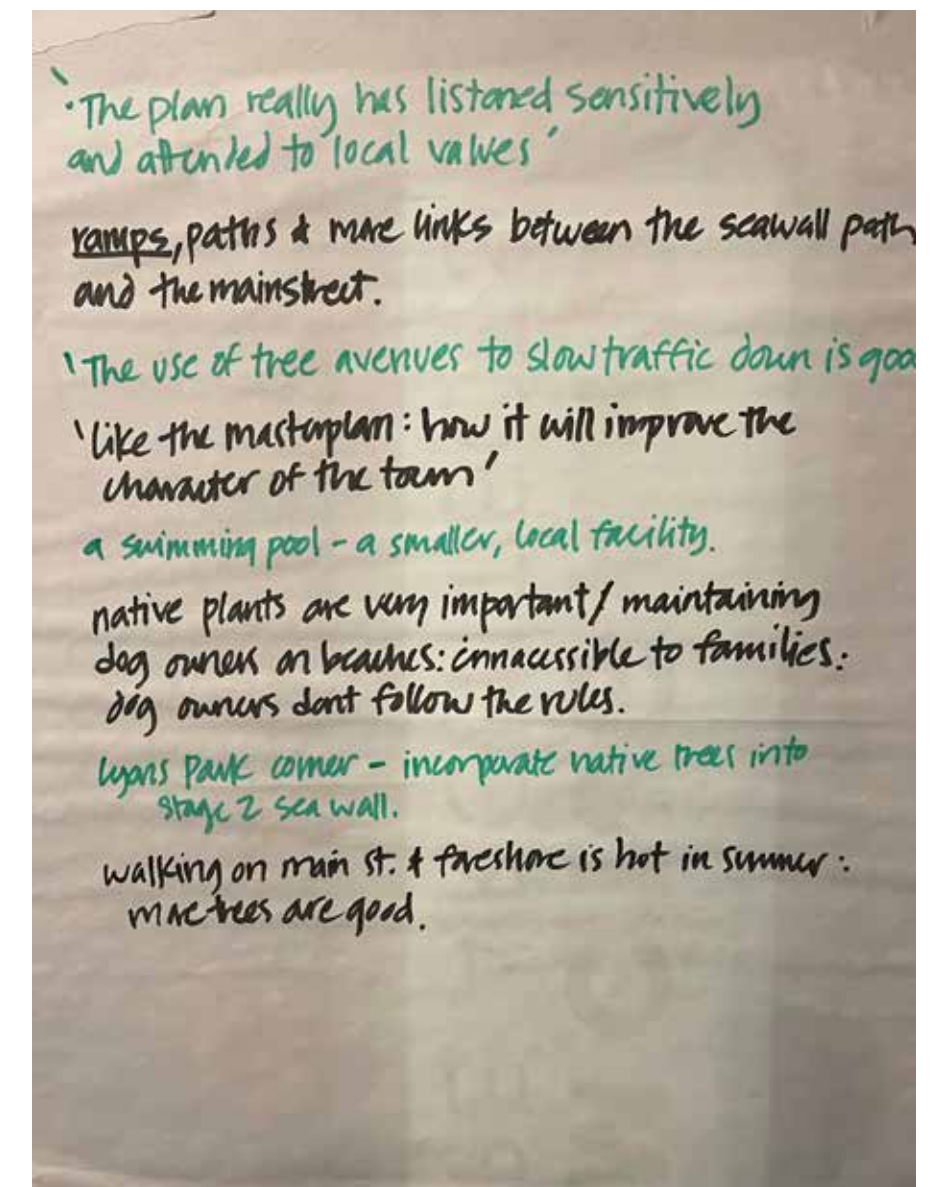 '· The plan really has listened sensitively
and attended to local values'
ramps, paths & more links between the seawall path
and the mainstreet.
'The use of tree avenues to slow traffic down is goo
'like the masterplan: how it will improve the
character of the town'
a swimming pool - a smaller, local facility.
native plants are very important / maintaining
dog owners on beaches: innaccessible to families.
dog owners dont follow the rules.
lyons Park corner - incorporate native trees into
stage 2 sea wall.
walking on main st. & foreshore is hot in summer:
more trees are good.